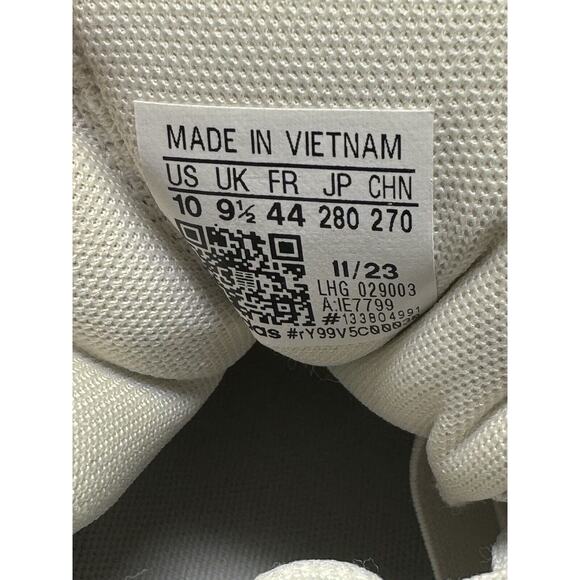 MADE IN VIETNAM
US UK FR JP CHN
10 9½ 44 280 270
11/23
LHG 029003
A:IE7799
#133804991